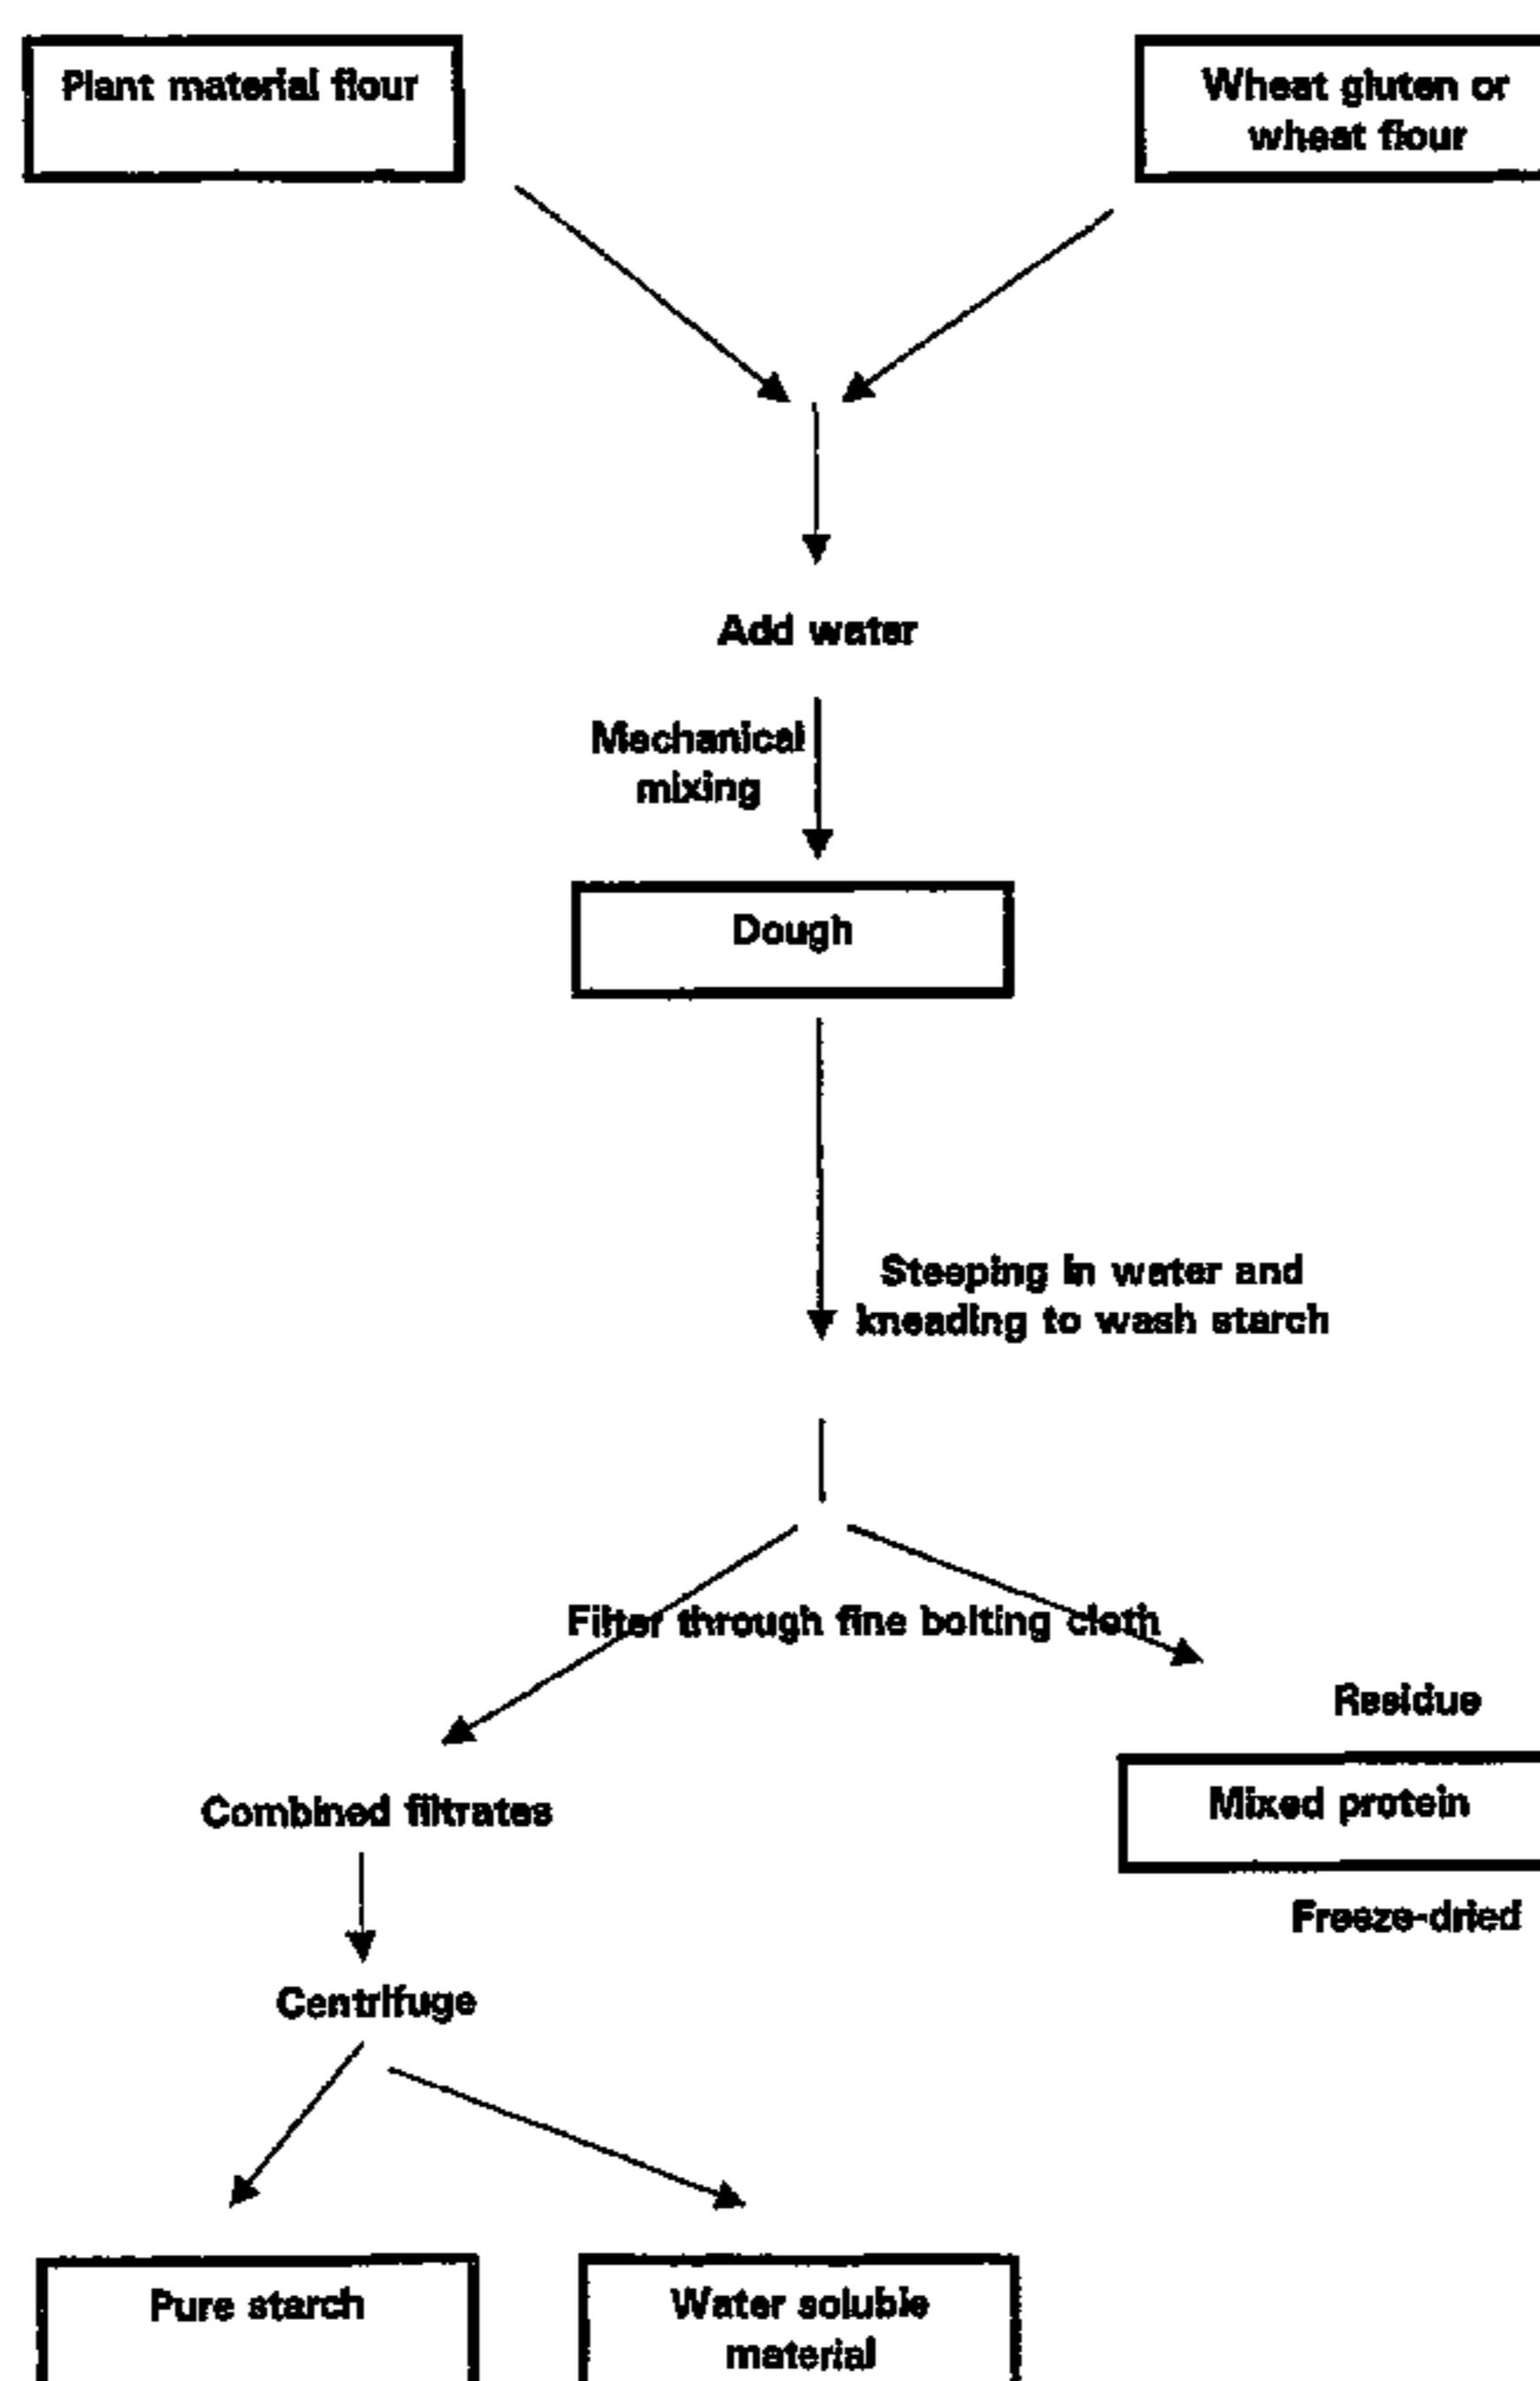 Plant material flour
Wheat gluten or
wheat flour
Add water
Mechanical
mixing
Dough
Steeping in water and
kneading to wash starch
Filter through fine bolting cloth
Residue
Mixed protein
Combined filtrates
Freeze-dried
Centrifuge
Pure starch
Water soluble
material